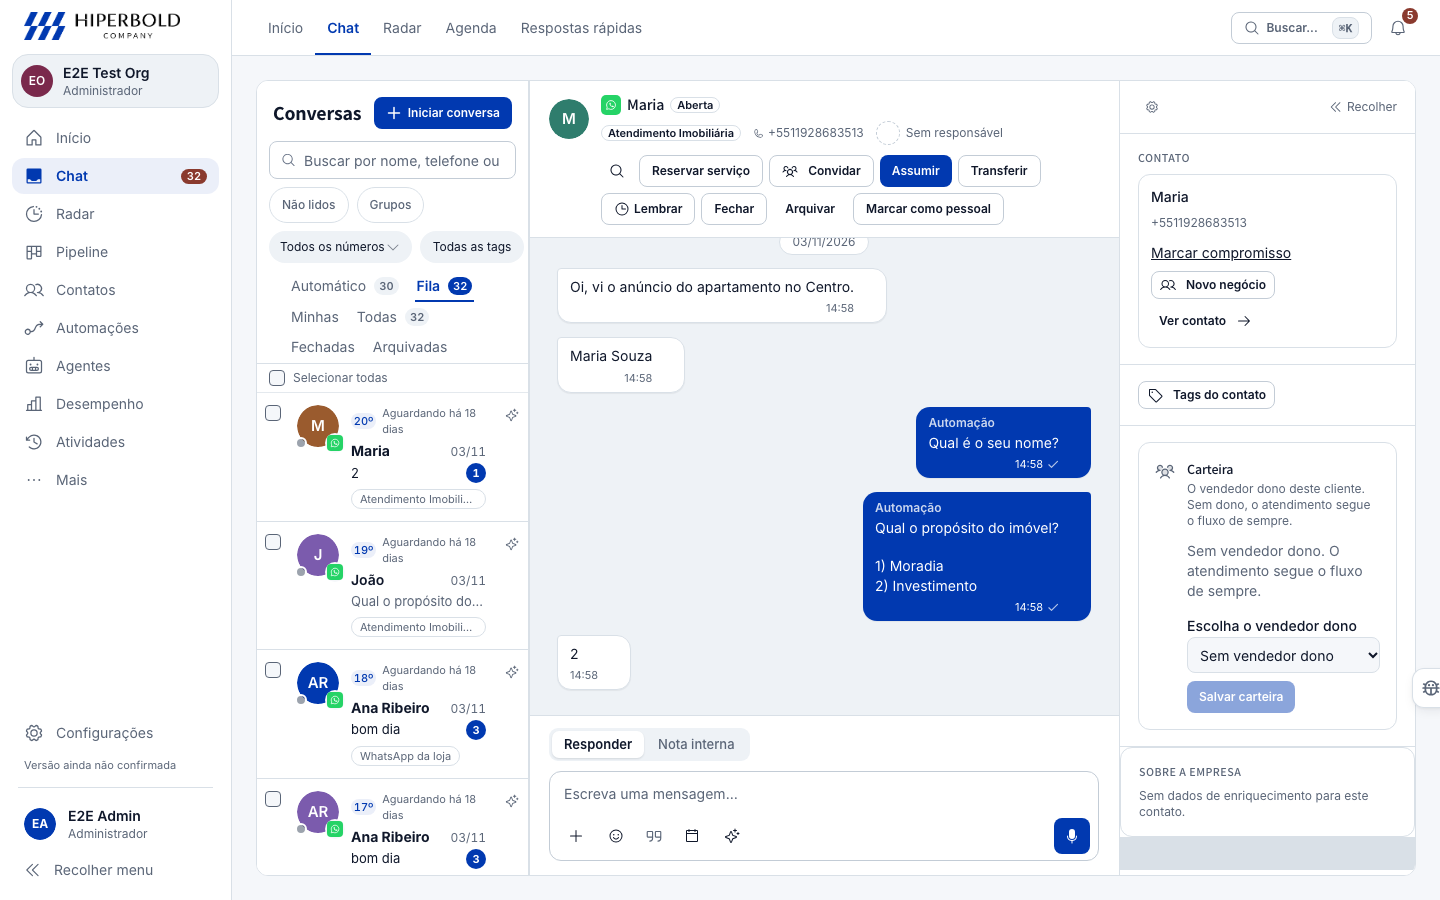 HIPERBOLD
COMPANY
EO
E2E Test Org
Administrador
Início
Chat
32
Radar
Pipeline
Contatos
Automações
Agentes
Desempenho
Atividades
Mais
Configurações
Versão ainda não confirmada
EA
E2E Admin
Administrador
Recolher menu
Início
Chat
Radar
Agenda
Respostas rápidas
Buscar...
⌘K
5
Conversas
Iniciar conversa
Buscar por nome, telefone ou
Não lidos
Grupos
Todos os números
Todas as tags
Automático 30
Fila 32
Minhas
Todas 32
Fechadas
Arquivadas
Selecionar todas
M
20º
Aguardando há 18
dias
Maria
03/11
2
1
Atendimento Imobili...
J
19º
Aguardando há 18
dias
João
03/11
Qual o propósito do...
Atendimento Imobili...
AR
18º
Aguardando há 18
dias
Ana Ribeiro
03/11
bom dia
3
WhatsApp da loja
AR
17º
Aguardando há 18
dias
Ana Ribeiro
03/11
bom dia
3
M
Maria
Aberta
Atendimento Imobiliária
+5511928683513
Sem responsável
Reservar serviço
Convidar
Assumir
Transferir
Lembrar
Fechar
Arquivar
Marcar como pessoal
03/11/2026
Oi, vi o anúncio do apartamento no Centro.
14:58
Maria Souza
14:58
Automação
Qual é o seu nome?
14:58
Automação
Qual o propósito do imóvel?
1) Moradia
2) Investimento
14:58
2
14:58
Responder
Nota interna
Escreva uma mensagem...
Recolher
CONTATO
Maria
+5511928683513
Marcar compromisso
Novo negócio
Ver contato
Tags do contato
Carteira
O vendedor dono deste cliente.
Sem dono, o atendimento segue
o fluxo de sempre.
Sem vendedor dono. O
atendimento segue o fluxo
de sempre.
Escolha o vendedor dono
Sem vendedor dono
Salvar carteira
SOBRE A EMPRESA
Sem dados de enriquecimento para este
contato.